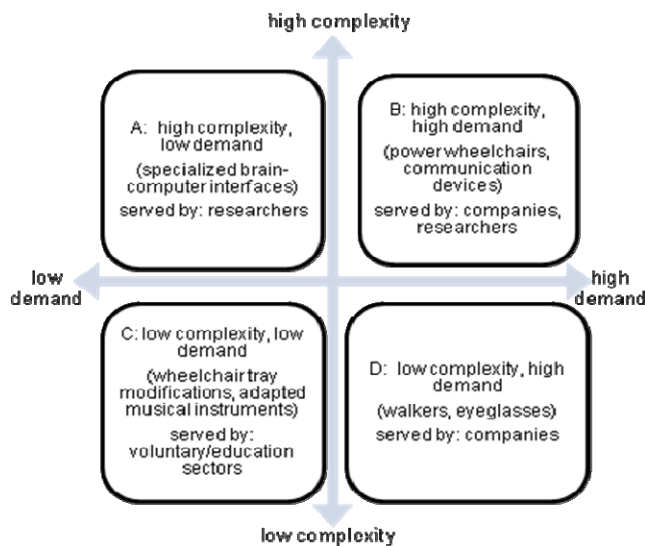 high complexity
A: high complexity,
low demand
(specialized brain-
computer interfaces)
served by: researchers
B: high complexity,
high demand
(power wheelchairs,
communication
devices)
served by: companies,
researchers
low
demand
high
demand
C: low complexity, low
demand
(wheelchair tray
modifications, adapted
musical instruments)
served by:
voluntary/education
sectors
D: low complexity, high
demand
(walkers, eyeglasses)
served by: companies
low complexity